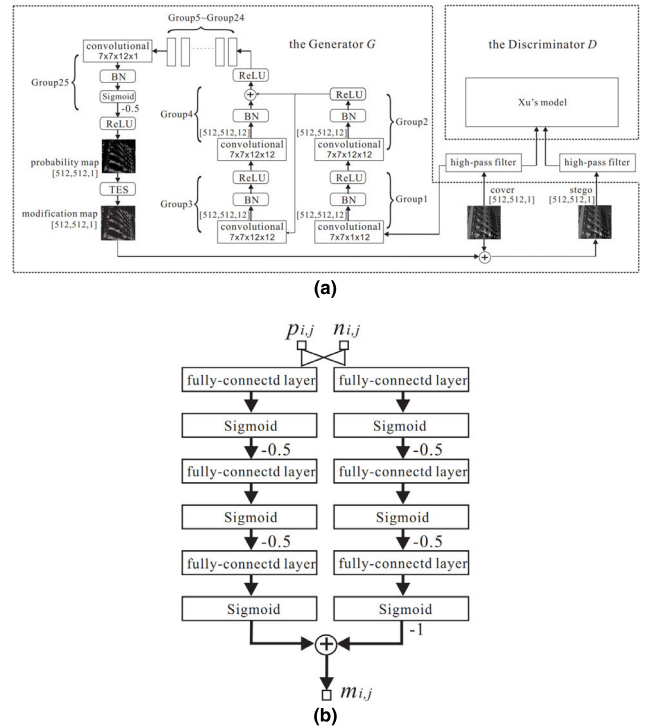 Group5~Group24
the Generator G
the Discriminator D
convolutional
7x7x12x1
Group25
BN
Sigmoid
-0.5
ReLU
probability map
[512,512,1]
TES
modification map
[512,512,1]
ReLU
Group4
BN
[512,512,12]
convolutional
7x7x12x12
Group3
ReLU
BN
[512,512,12]
convolutional
7x7x12x12
ReLU
Group2
BN
[512,512,12]
convolutional
7x7x12x12
ReLU
Group1
BN
[512,512,12]
convolutional
7x7x1x12
Xu's model
high-pass filter
high-pass filter
cover
[512,512,1]
stego
[512,512,1]
(a)
pi,j ni,j
fully-connectd layer fully-connectd layer
Sigmoid Sigmoid
-0.5 -0.5
fully-connectd layer fully-connectd layer
Sigmoid Sigmoid
-0.5 -0.5
fully-connectd layer fully-connectd layer
Sigmoid Sigmoid
-1
mi,j
(b)